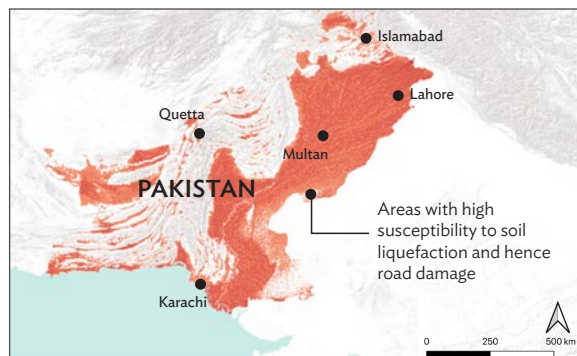 Islamabad
Lahore
Quetta
Multan
PAKISTAN
Areas with high
susceptibility to soil
liquefaction and hence
road damage
Karachi
0 250 500 km